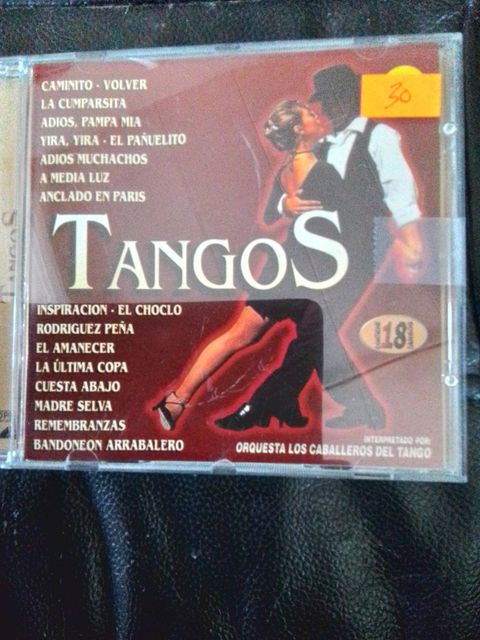 CAMINITO - VOLVER
LA CUMPARSITA
ADIOS, PAMPA MIA
YIRA, YIRA - EL PAÑUELITO
ADIOS MUCHACHOS
A MEDIA LUZ
ANCLADO EN PARIS
30
TANGOS
TANGOS
INSPIRACION - EL CHOCLO
RODRIGUEZ PEÑA
EL AMANECER
LA ÚLTIMA COPA
CUESTA ABAJO
MADRE SELVA
REMEMBRANZAS
BANDONEON ARRABALERO
18
INTERPRETADO POR:
ORQUESTA LOS CABALLEROS DEL TANGO